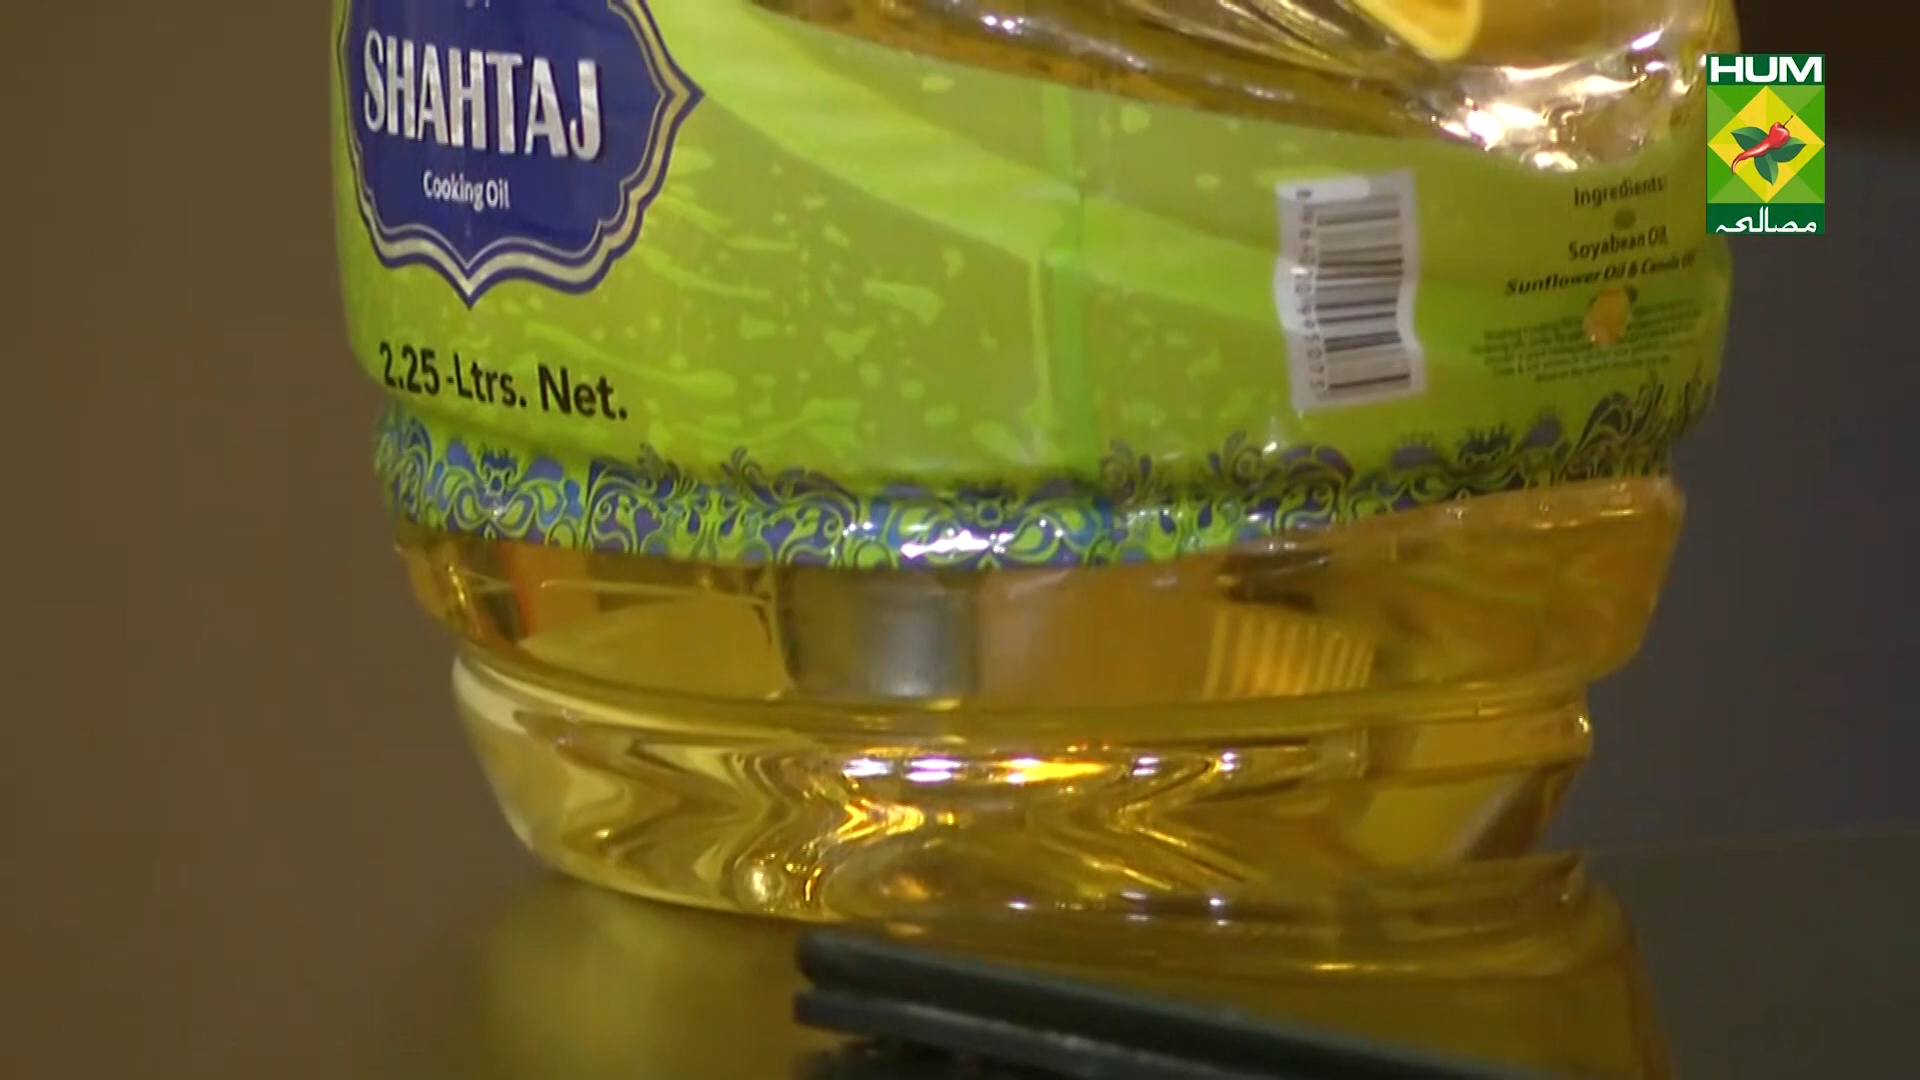 SHAHTAJ
Cooking Oil
2.25-Ltrs. Net.
Ingredients:
Soyabean Oil,
Sunflower Oil & Canola Oil
HUM
مصالحہ